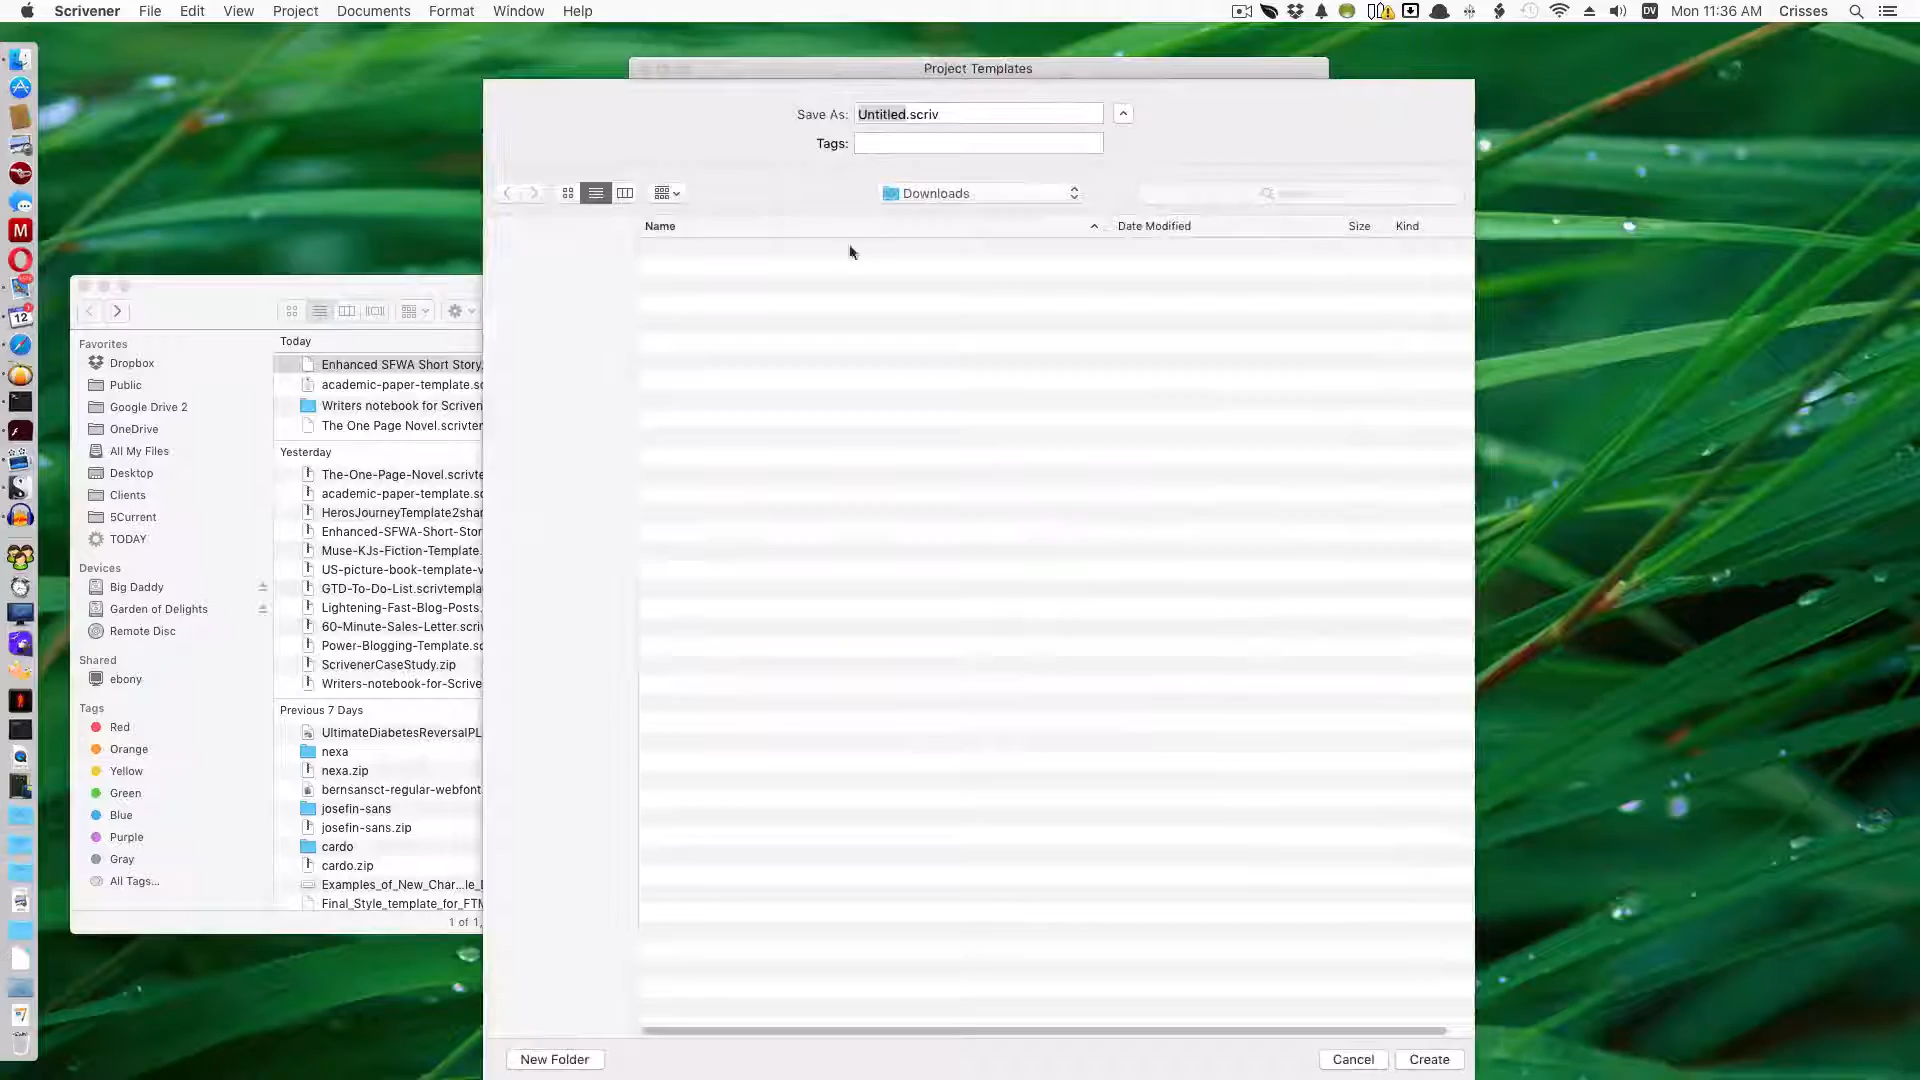 Scrivener File Edit View Project Documents Format Window Help
Mon 11:36 AM Crisses
Project Templates
Save As: Untitled.scriv
Tags:
Downloads
Name Date Modified Size Kind
Favorites
Dropbox
Public
Google Drive 2
OneDrive
All My Files
Desktop
Clients
5Current
TODAY
Devices
Big Daddy
Garden of Delights
Remote Disc
Shared
ebony
Tags
Red
Orange
Yellow
Green
Blue
Purple
Gray
All Tags...
Today
Enhanced SFWA Short Story.
academic-paper-template.sc
Writers notebook for Scriven
The One Page Novel.scrivter
Yesterday
The-One-Page-Novel.scrivte
academic-paper-template.sc
HerosJourneyTemplate2shar
Enhanced-SFWA-Short-Stor
Muse-KJs-Fiction-Template.
US-picture-book-template-v
GTD-To-Do-List.scrivtempla
Lightening-Fast-Blog-Posts.
60-Minute-Sales-Letter.scriv
Power-Blogging-Template.sc
ScrivenerCaseStudy.zip
Writers-notebook-for-Scrive
Previous 7 Days
UltimateDiabetesReversalPL
nexa
nexa.zip
bernsansct-regular-webfont
josefin-sans
josefin-sans.zip
cardo
cardo.zip
Examples_of_New_Char...le_L
Final_Style_template_for_FTM
1 of 1,
New Folder Cancel Create